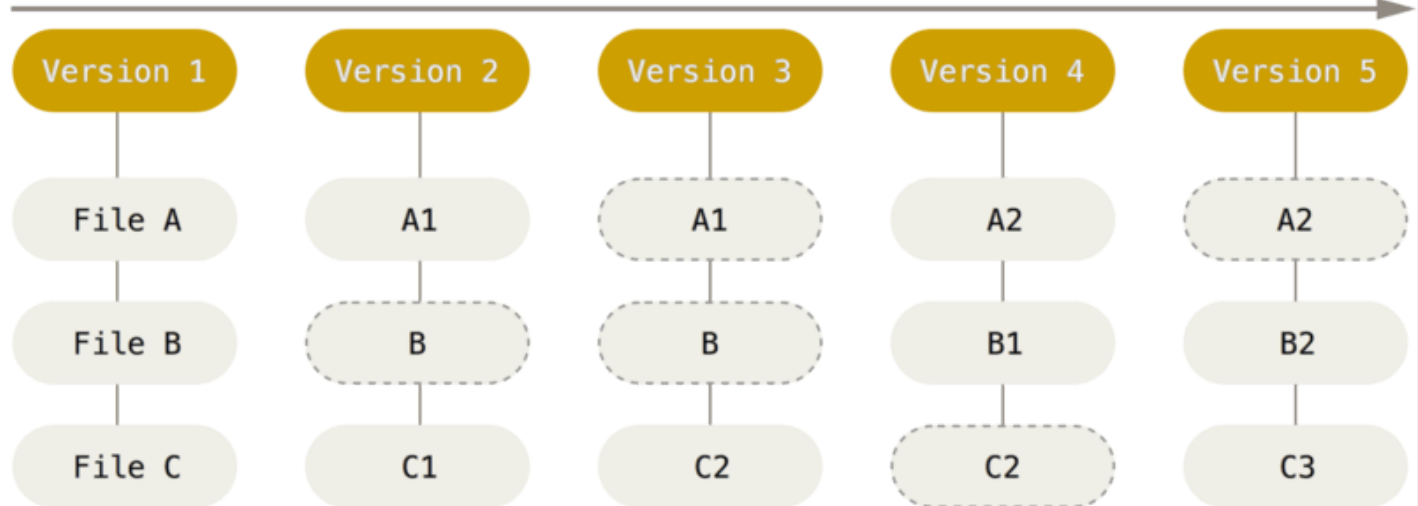 Version 1 Version 2 Version 3 Version 4 Version 5
File A A1 A1 A2 A2
File B B B B1 B2
File C C1 C2 C2 C3